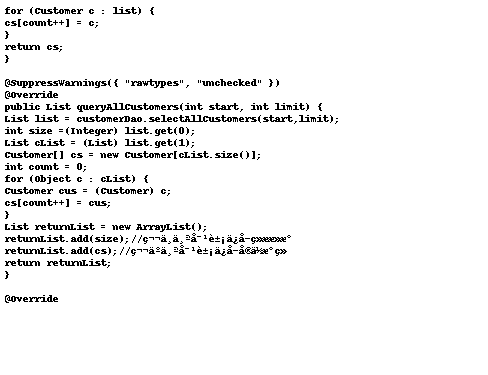 for (Customer c : list) {
cs[count++] = c;
}
return cs;
}
@SuppressWarnings({ "rawtypes", "unchecked" })
@Override
public List queryAllCustomers(int start, int limit) {
List list = customerDao.selectAllCustomers(start,limit);
int size =(Integer) list.get(0);
List cList = (List) list.get(1);
Customer[] cs = new Customer[cList.size()];
int count = 0;
for (Object c : cList) {
Customer cus = (Customer) c;
cs[count++] = cus;
}
List returnList = new ArrayList();
returnList.add(size);//
returnList.add(cs);//
return returnList;
}
@Override